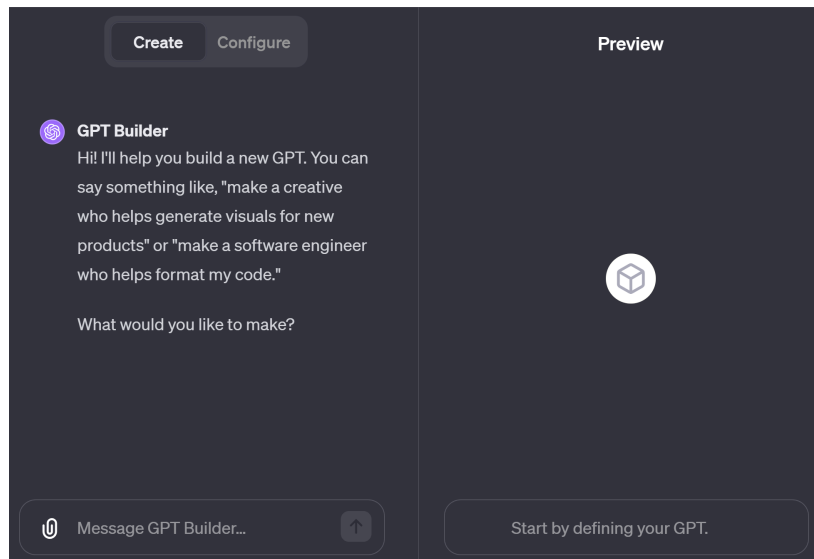 Create
Configure
Preview
GPT Builder
Hi! I'll help you build a new GPT. You can
say something like, "make a creative
who helps generate visuals for new
products" or "make a software engineer
who helps format my code."
What would you like to make?
Message GPT Builder...
Start by defining your GPT.